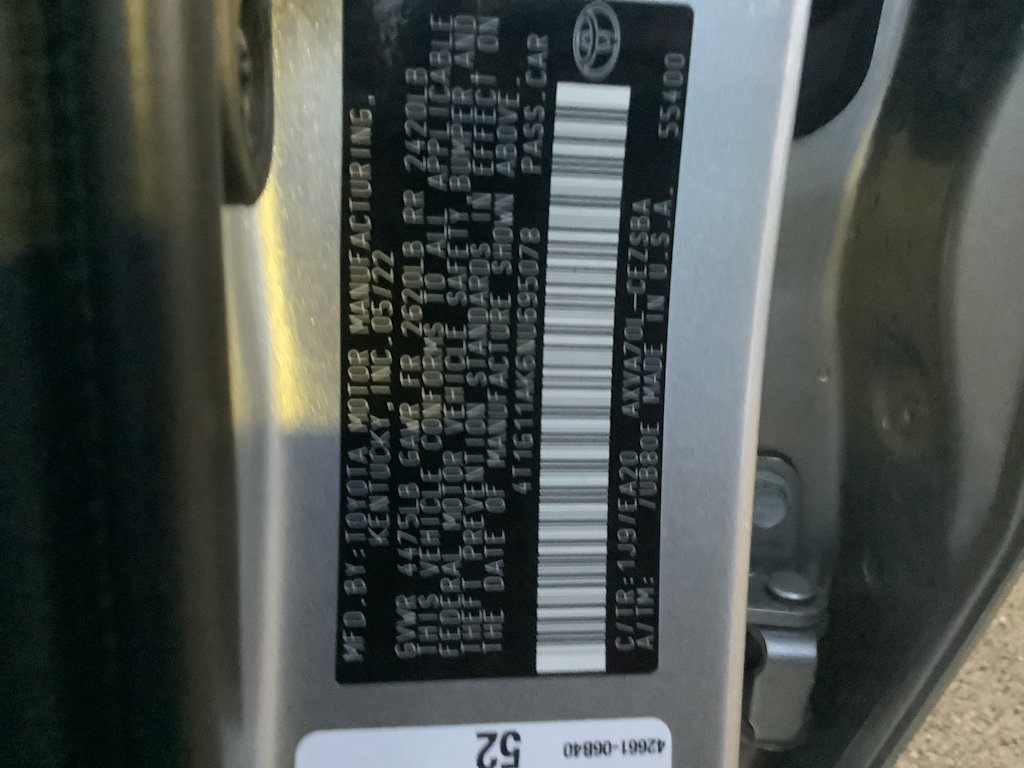 MFD.BY:TOYOTA MOTOR MANUFACTURING,
KENTUCKY,INC. 05/22
GVWR 4475LB GAWR FR 2620LB RR 2420LB
THIS VEHICLE CONFORMS TO ALL APPLICABLE
FEDERAL MOTOR VEHICLE SAFETY,BUMPER AND
THEFT PREVENTION STANDARDS IN EFFECT ON
THE DATE OF MANUFACTURE SHOWN ABOVE.
4T1G11AK6NU695078 PASS.CAR
C/TR:1J9/EA20 AXVA70L-CEZSBA
A/TM: /UB80E MADE IN U.S.A. 55400
52
42661-06B40